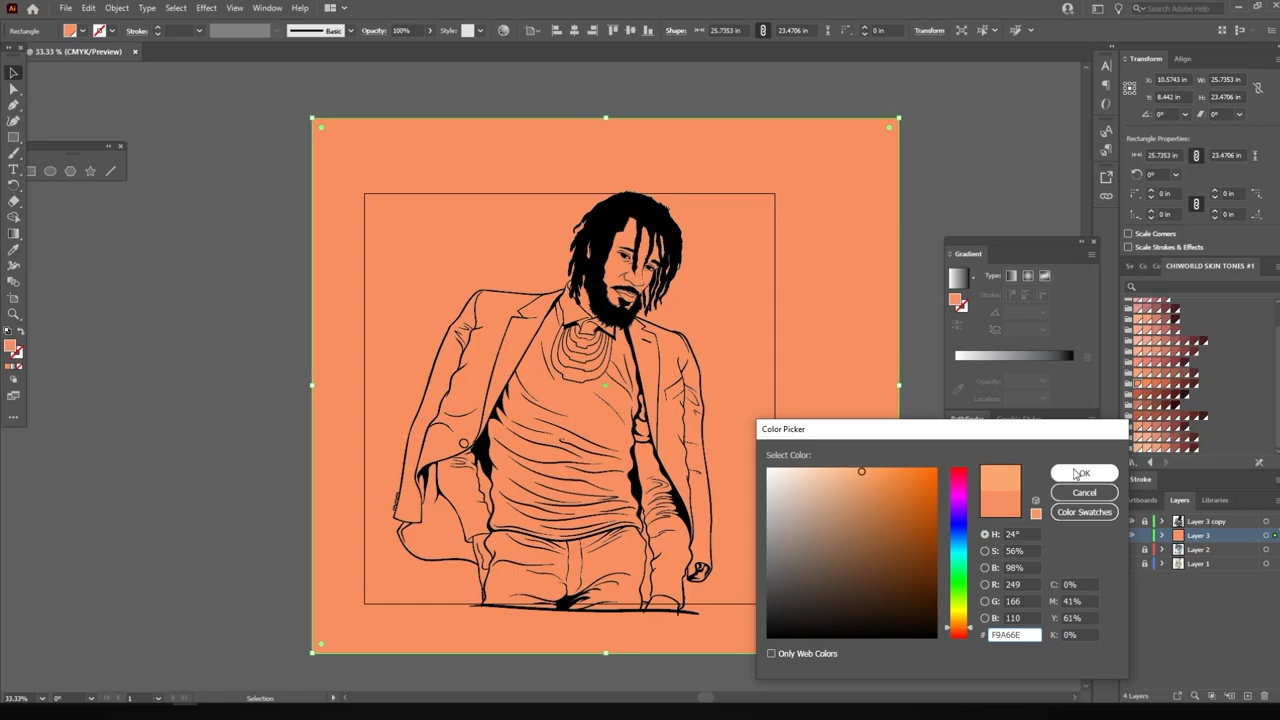 Ai File Edit Object Type Select Effect View Window Help Search Adobe Help
Rectangle Stroke: Basic Opacity: 100% Style: Shape: 25.7353 in 23.4706 in 0 in Transform
@ 33.33 % (CMYK/Preview) ×
Transform Align
X: 10.5743 in W: 25.7353 in
Y: 8.442 in H: 23.4706 in
0° 0°
Rectangle Properties:
25.7353 in 23.4706 in
0°
0 in 0 in
0 in 0 in
Scale Corners
Scale Strokes & Effects
Sw Co Co CHIWORLD SKIN TONES #1
Gradient
Type:
Stroke:
Opacity:
Location:
Pathfinder Graphic Styles
Color Picker
Select Color:
OK
Cancel
Color Swatches
H: 24°
S: 56%
B: 98%
R: 249 C: 0%
G: 166 M: 41%
B: 110 Y: 61%
# F9A66E K: 0%
Only Web Colors
Stroke
Artboards Layers Libraries
Layer 3 copy
Layer 3
Layer 2
Layer 1
4 Layers
33.33% 0° 1 Selection